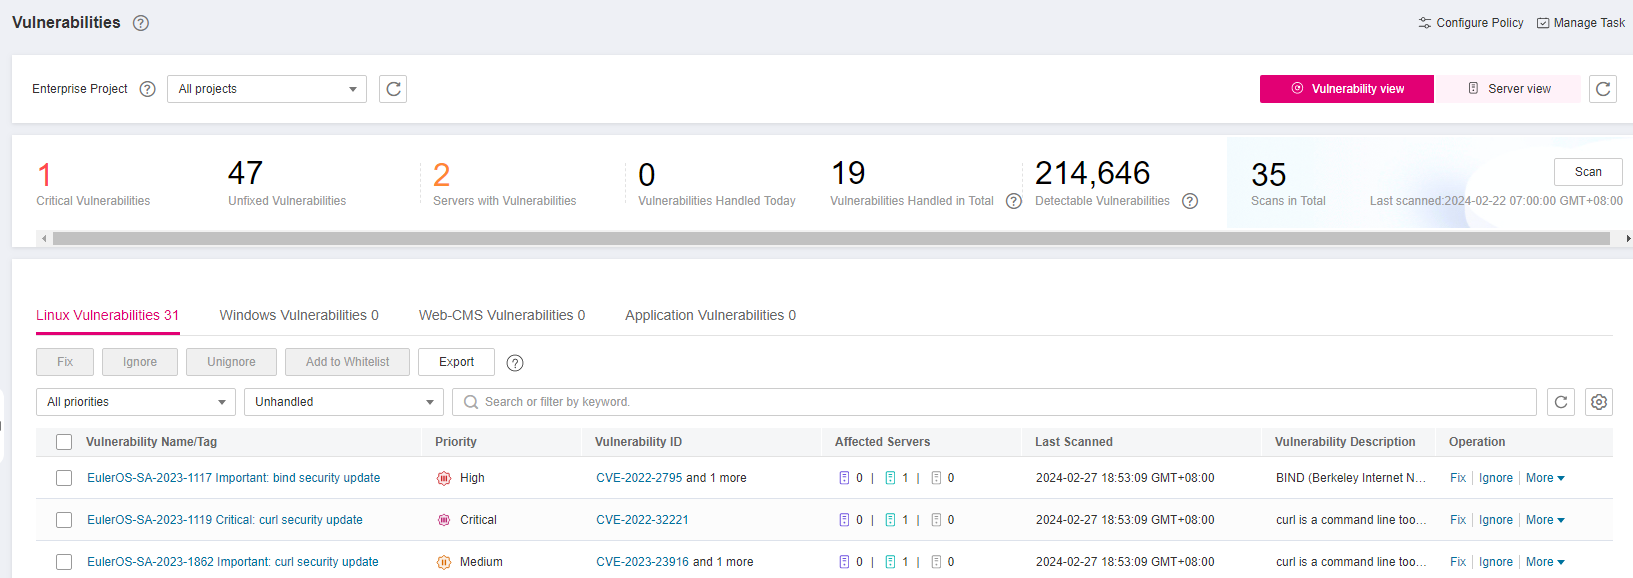 Vulnerabilities ?
Configure Policy Manage Task
Enterprise Project ? All projects
Vulnerability view Server view
1 47 2 0 19 214,646 35 Scan
Critical Vulnerabilities Unfixed Vulnerabilities Servers with Vulnerabilities Vulnerabilities Handled Today Vulnerabilities Handled in Total ? Detectable Vulnerabilities ? Scans in Total Last scanned:2024-02-22 07:00:00 GMT+08:00
Linux Vulnerabilities 31 Windows Vulnerabilities 0 Web-CMS Vulnerabilities 0 Application Vulnerabilities 0
Fix Ignore Unignore Add to Whitelist Export ?
All priorities Unhandled Search or filter by keyword.
Vulnerability Name/Tag Priority Vulnerability ID Affected Servers Last Scanned Vulnerability Description Operation
EulerOS-SA-2023-1117 Important: bind security update High CVE-2022-2795 and 1 more 0 | 1 | 0 2024-02-27 18:53:09 GMT+08:00 BIND (Berkeley Internet N... Fix Ignore More
EulerOS-SA-2023-1119 Critical: curl security update Critical CVE-2022-32221 0 | 1 | 0 2024-02-27 18:53:09 GMT+08:00 curl is a command line too... Fix Ignore More
EulerOS-SA-2023-1862 Important: curl security update Medium CVE-2023-23916 and 1 more 0 | 1 | 0 2024-02-27 18:53:09 GMT+08:00 curl is a command line too... Fix Ignore More